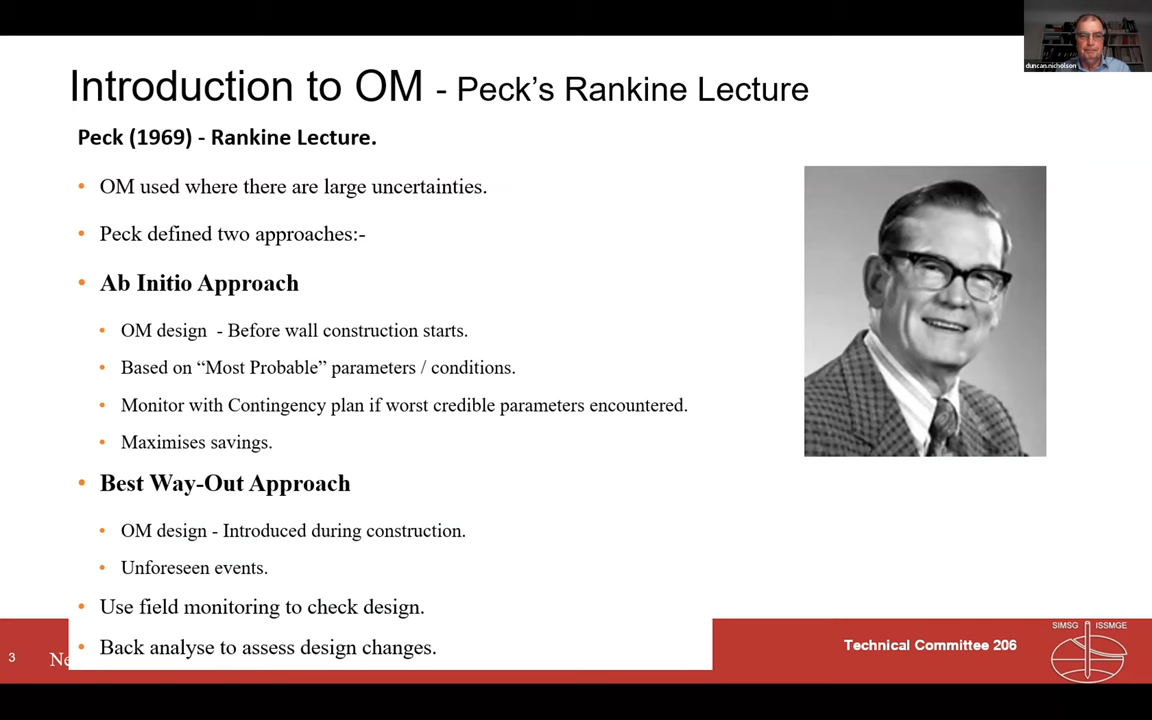 duncan.nicholson
Introduction to OM - Peck's Rankine Lecture
Peck (1969) - Rankine Lecture.
• OM used where there are large uncertainties.
• Peck defined two approaches:-
• Ab Initio Approach
• OM design - Before wall construction starts.
• Based on “Most Probable” parameters / conditions.
• Monitor with Contingency plan if worst credible parameters encountered.
• Maximises savings.
• Best Way-Out Approach
• OM design - Introduced during construction.
• Unforeseen events.
• Use field monitoring to check design.
• Back analyse to assess design changes.
3
SIMSG ISSMGE
Technical Committee 206